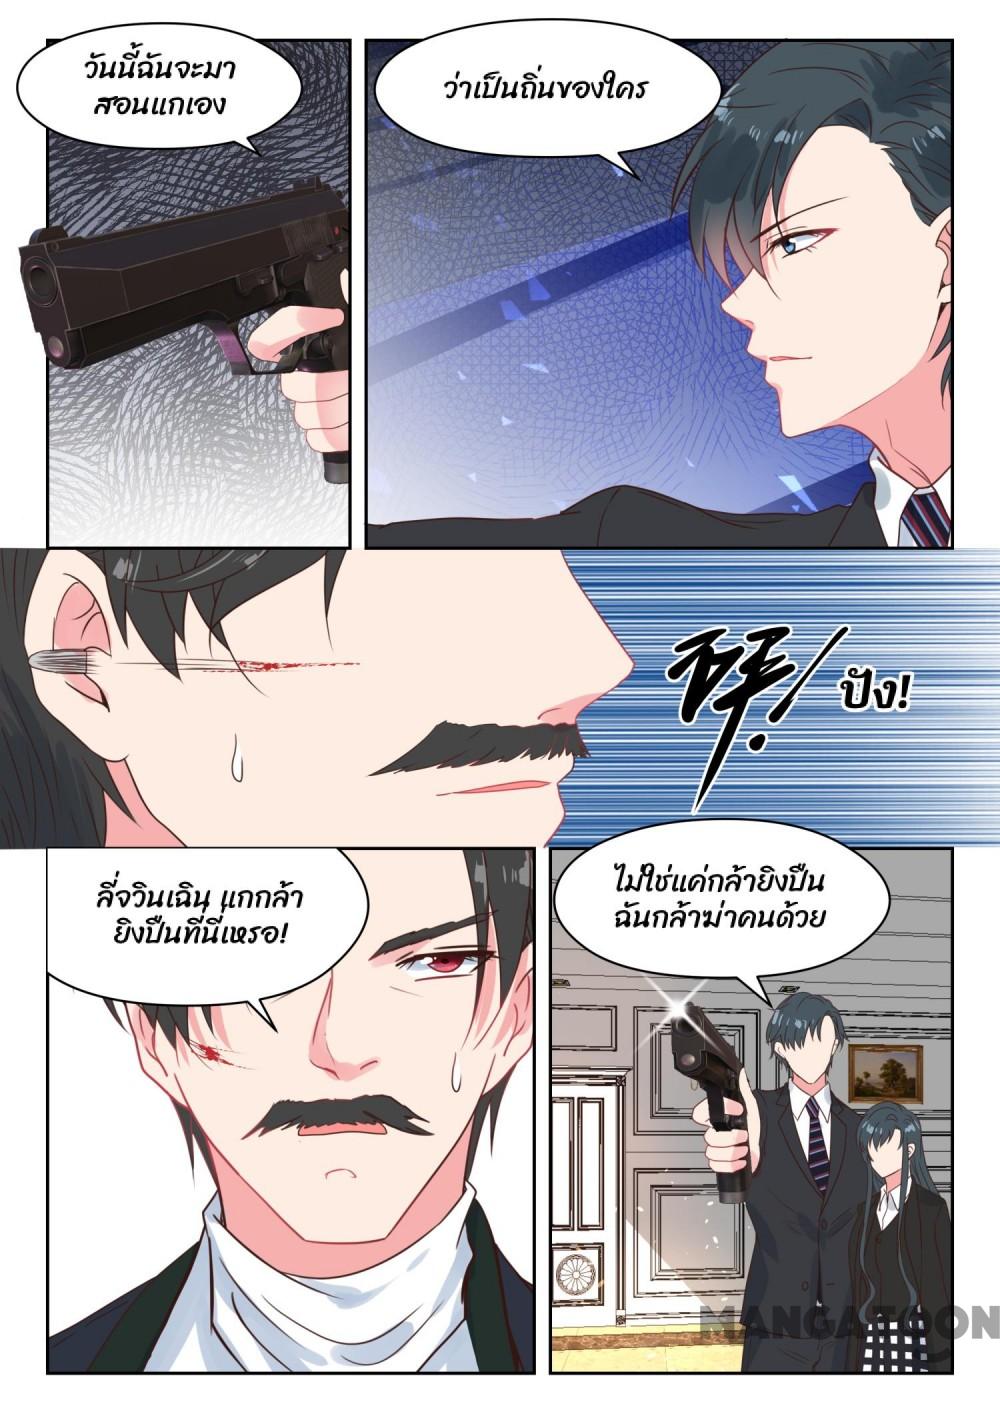 วันนี้ฉันจะมา
สอนแกเอง
ว่าเป็นถิ่นของใคร
砰!
ปัง!
ลี่จวินเฉิน แกกล้า
ยิงปืนที่นี่เหรอ!
ไม่ใช่แค่กล้ายิงปืน
ฉันกล้าฆ่าคนด้วย
MANGATOON